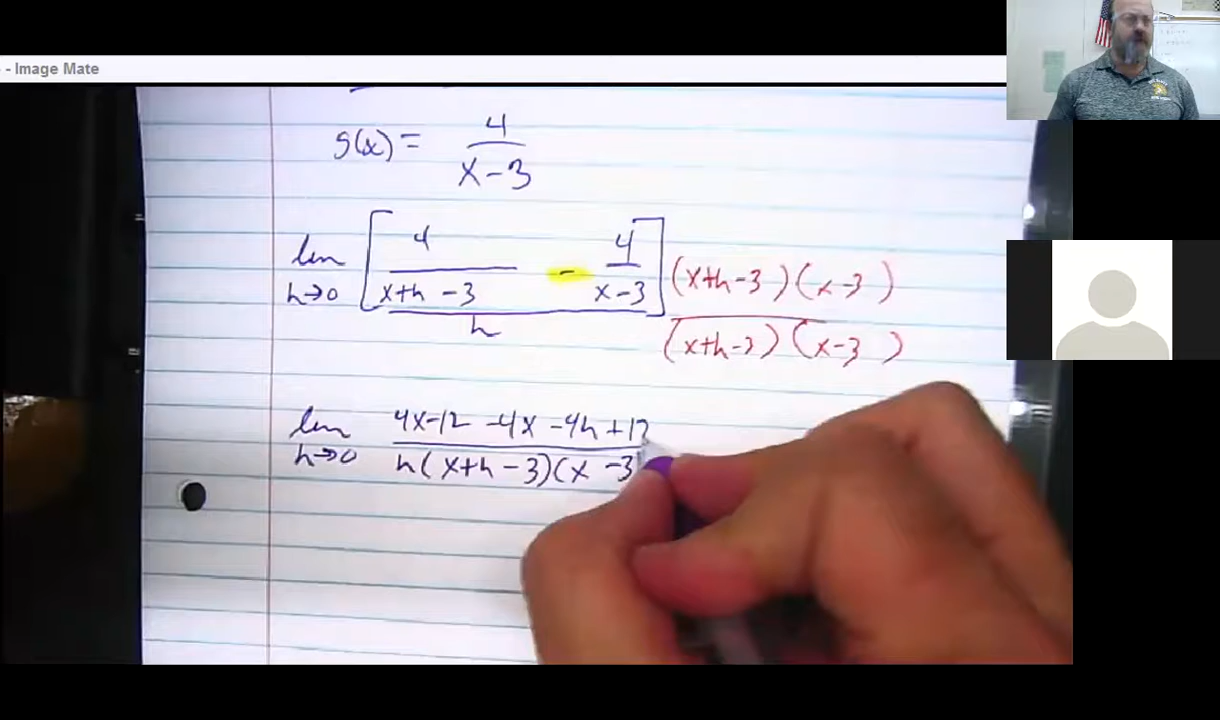 - Image Mate
g(x) = 4
x-3
lim [ 4 - 4 ] (x+h-3)(x-3)
h→0 x+h-3 x-3 (x+h-3)(x-3)
h
lim 4x-12 -4x -4h +12
h→0 h(x+h-3)(x-3